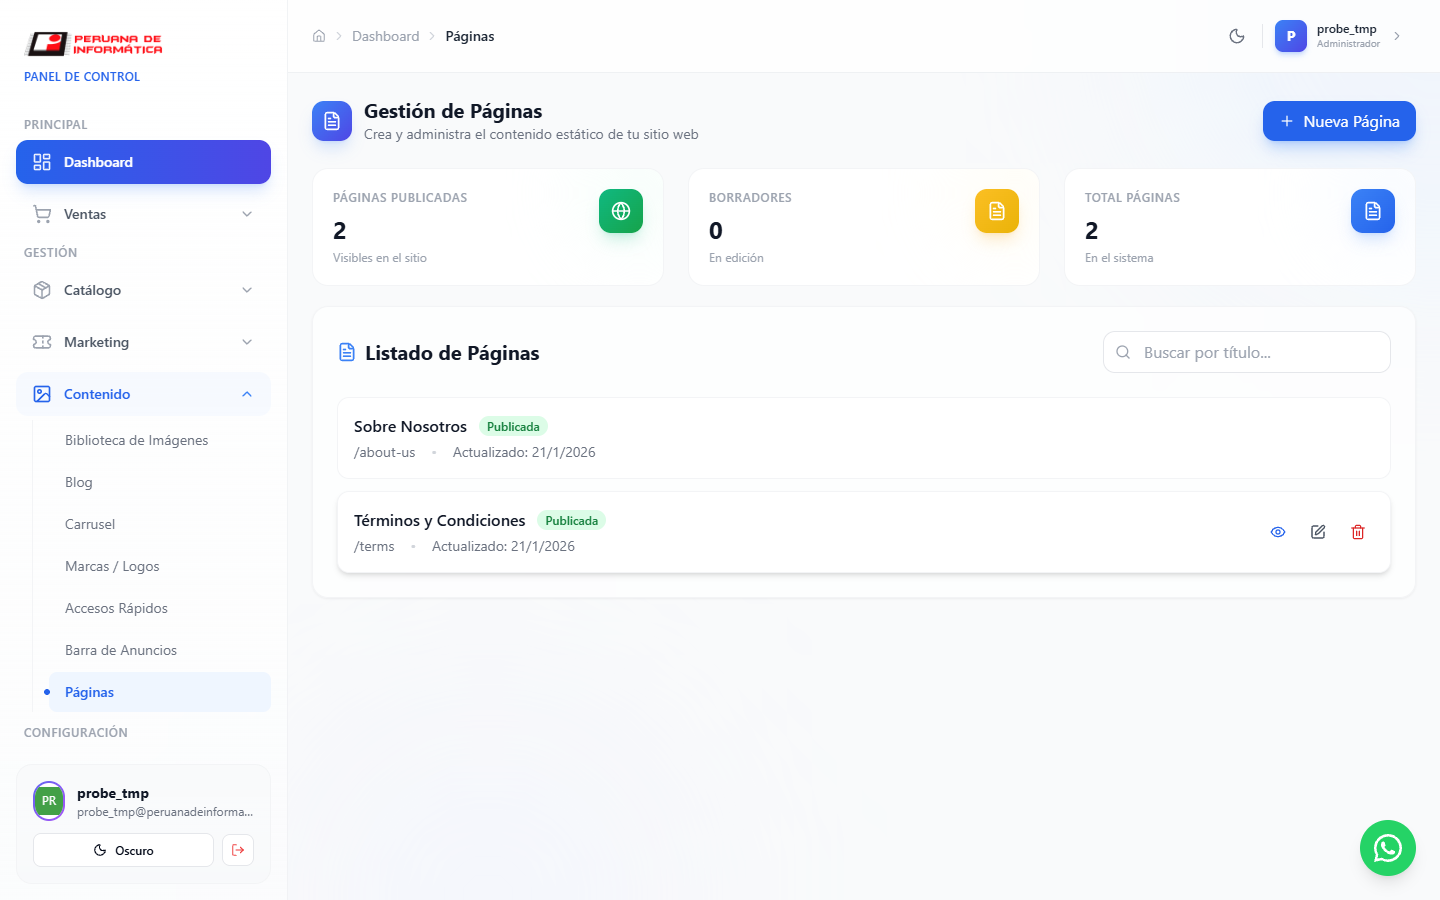 PERUANA DE
INFORMÁTICA
PANEL DE CONTROL
PRINCIPAL
Dashboard
Ventas
GESTIÓN
Catálogo
Marketing
Contenido
Biblioteca de Imágenes
Blog
Carrusel
Marcas / Logos
Accesos Rápidos
Barra de Anuncios
Páginas
CONFIGURACIÓN
PR
probe_tmp
probe_tmp@peruanadeinforma...
Oscuro
Dashboard
Páginas
P
probe_tmp
Administrador
Gestión de Páginas
Crea y administra el contenido estático de tu sitio web
Nueva Página
PÁGINAS PUBLICADAS
2
Visibles en el sitio
BORRADORES
0
En edición
TOTAL PÁGINAS
2
En el sistema
Listado de Páginas
Buscar por título...
Sobre Nosotros Publicada
/about-us • Actualizado: 21/1/2026
Términos y Condiciones Publicada
/terms • Actualizado: 21/1/2026